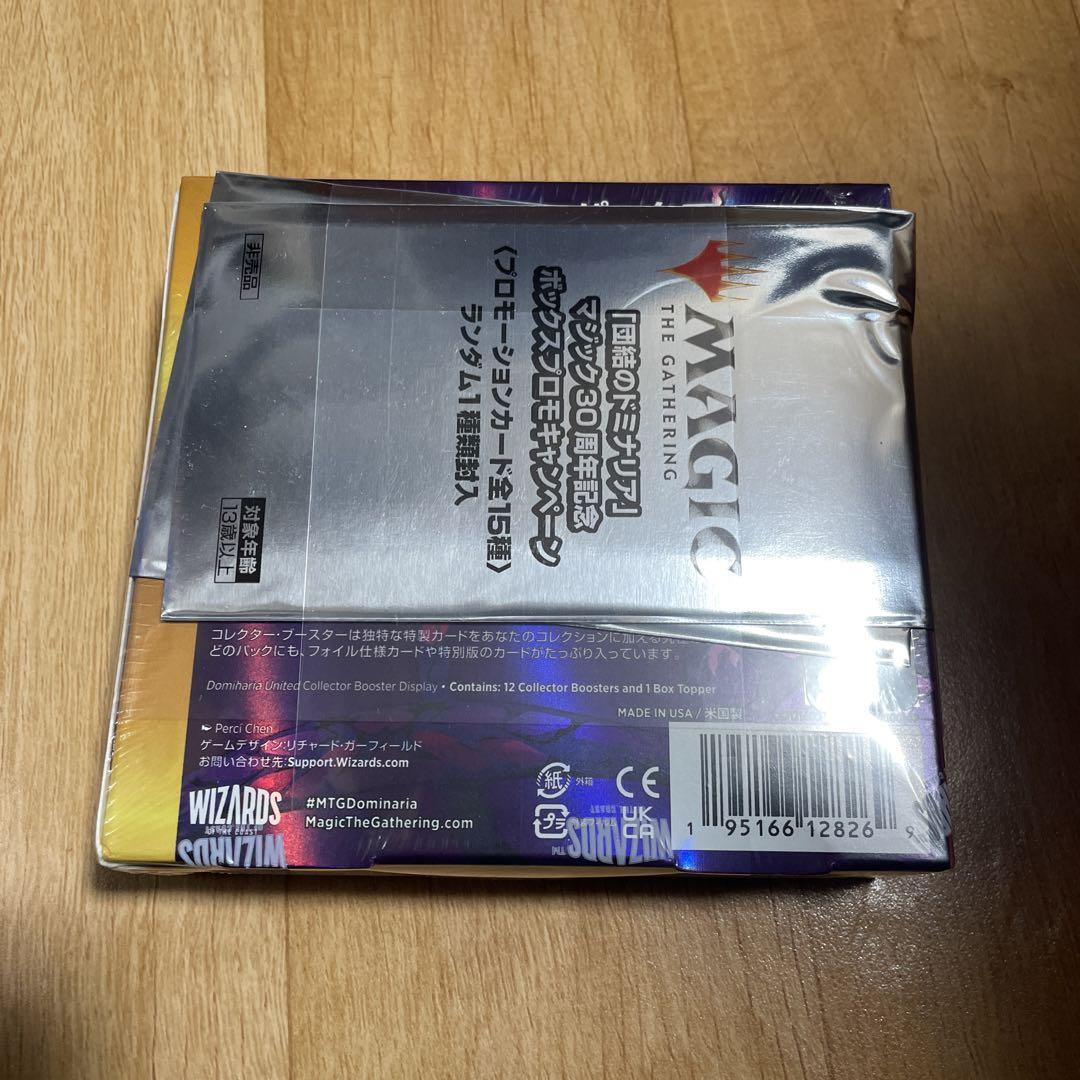 MAGIC
THE GATHERING
「団結のドミナリア」
マジック30周年記念
ボックスプロモキャンペーン
〈プロモーションカード全15種〉
ランダム1種類封入
非売品
対象年齢
13歳以上
コレクター・ブースターは独特な特製カードをあなたのコレクションに加える
どのパックにも、フォイル仕様カードや特別版のカードがたっぷり入っています。
Dominaria United Collector Booster Display • Contains: 12 Collector Boosters and 1 Box Topper
MADE IN USA / 米国製
Perci Chen
ゲームデザイン:リチャード・ガーフィールド
お問い合わせ先:Support.Wizards.com
WIZARDS
OF THE COAST
#MTGDominaria
MagicTheGathering.com
紙 外箱
プラ
CE
UK
CA
WIZARDS
WIZARDS
TM
1 95166 12826 9